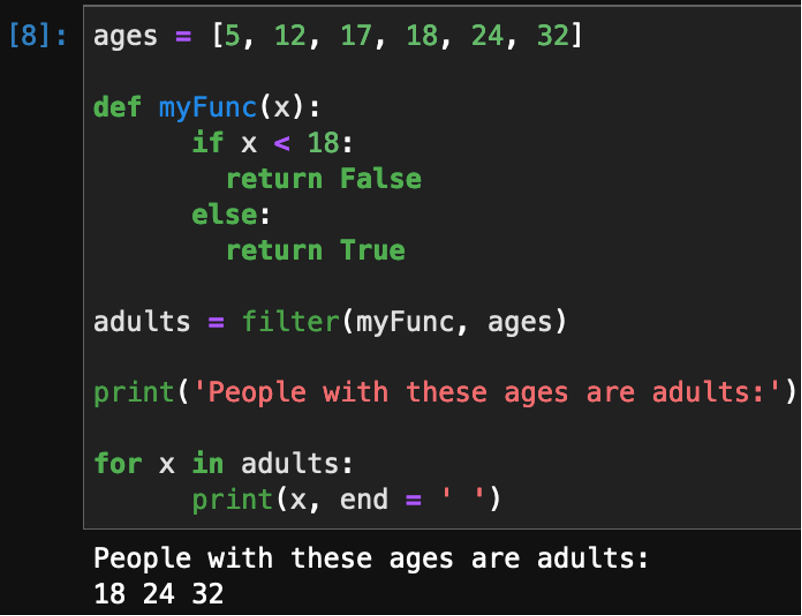 [8]: ages = [5, 12, 17, 18, 24, 32]
def myFunc(x):
if x < 18:
return False
else:
return True
adults = filter(myFunc, ages)
print('People with these ages are adults:')
for x in adults:
print(x, end = ' ')
People with these ages are adults:
18 24 32